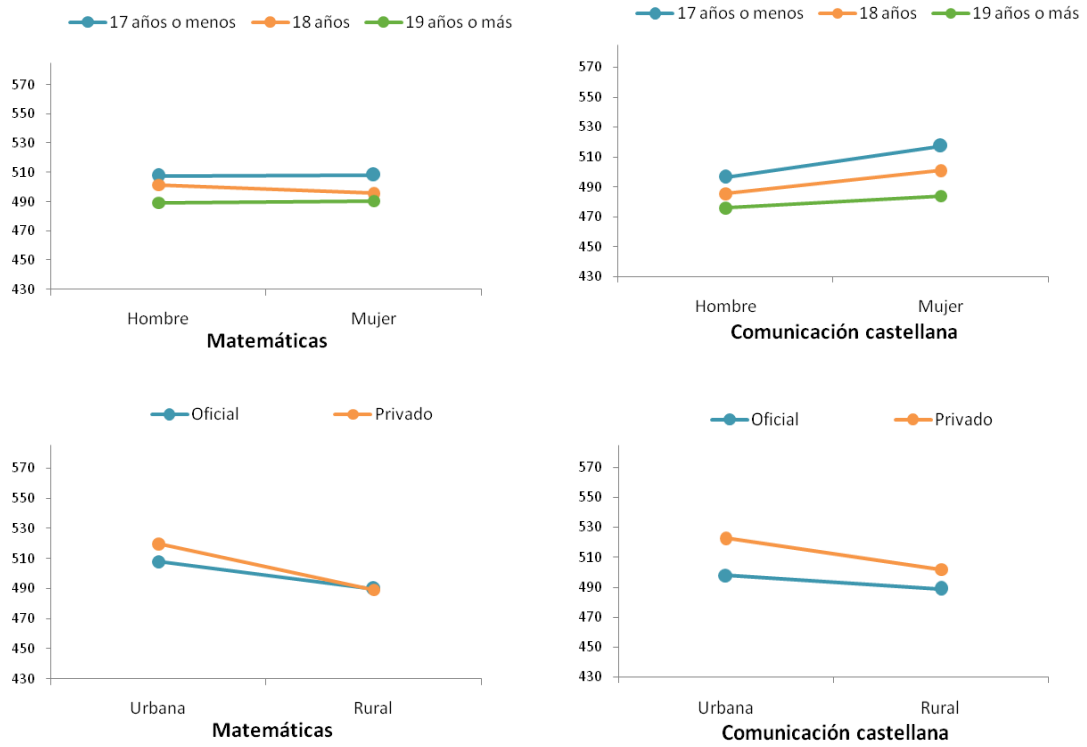 17 años o menos 18 años 19 años o más
570
550
530
510
490
470
450
430
Hombre Mujer
Matemáticas
17 años o menos 18 años 19 años o más
570
550
530
510
490
470
450
430
Hombre Mujer
Comunicación castellana
Oficial Privado
570
550
530
510
490
470
450
430
Urbana Rural
Matemáticas
Oficial Privado
570
550
530
510
490
470
450
430
Urbana Rural
Comunicación castellana